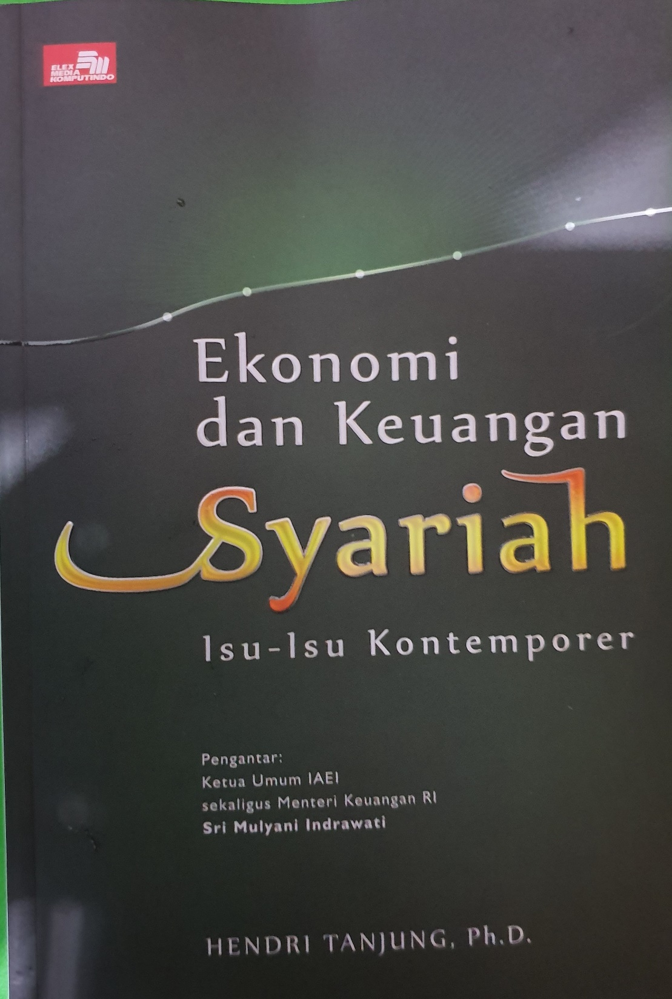 ELEX
MEDIA
KOMPUTINDO
Ekonomi
dan Keuangan
Syariah
Isu-Isu Kontemporer
Pengantar:
Ketua Umum IAEI
sekaligus Menteri Keuangan RI
Sri Mulyani Indrawati
HENDRI TANJUNG, Ph.D.